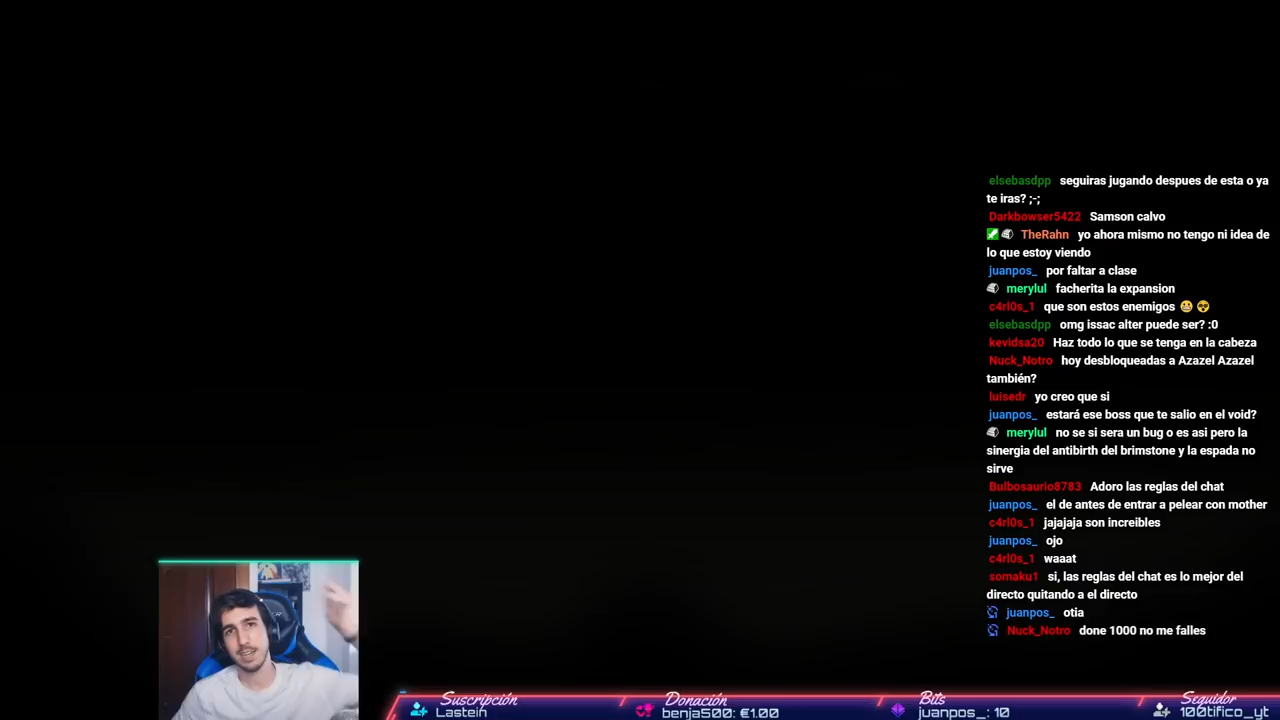 elsebasdpp seguiras jugando despues de esta o ya
te iras? ;-;
Darkbowser5422 Samson calvo
TheRahn yo ahora mismo no tengo ni idea de
lo que estoy viendo
juanpos_ por faltar a clase
merylul facherita la expansion
c4rl0s_1 que son estos enemigos
elsebasdpp omg issac alter puede ser? :0
kevidsa20 Haz todo lo que se tenga en la cabeza
Nuck_Notro hoy desbloqueadas a Azazel Azazel
también?
luisedr yo creo que si
juanpos_ estará ese boss que te salio en el void?
merylul no se si sera un bug o es asi pero la
sinergia del antibirth del brimstone y la espada no
sirve
Bulbosaurio8783 Adoro las reglas del chat
juanpos_ el de antes de entrar a pelear con mother
c4rl0s_1 jajajaja son increibles
juanpos_ ojo
c4rl0s_1 waaat
somaku1 si, las reglas del chat es lo mejor del
directo quitando a el directo
juanpos_ otia
Nuck_Notro done 1000 no me falles
Suscripción Donación Bits Seguidor
Lastein benja500: €1.00 juanpos_: 10 100tifico_yt